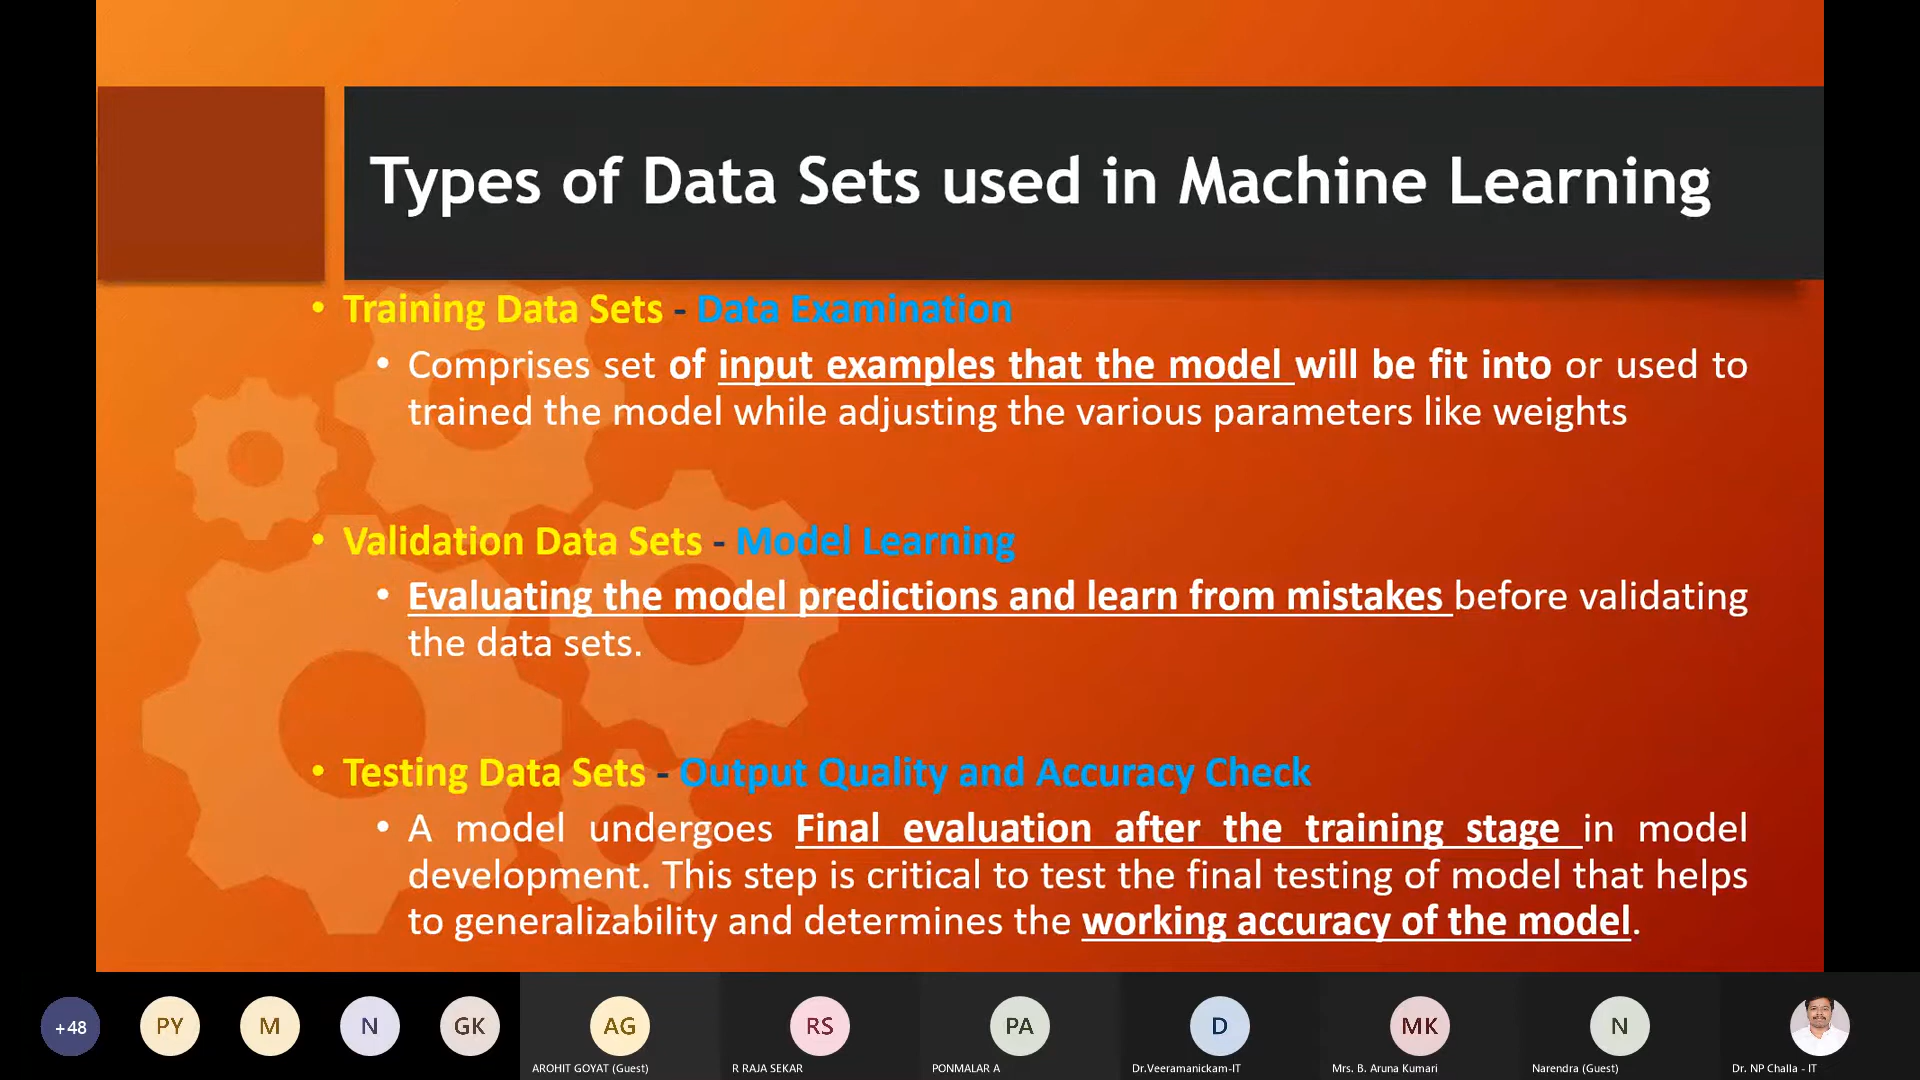 Types of Data Sets used in Machine Learning
• Training Data Sets - Data Examination
• Comprises set of input examples that the model will be fit into or used to
trained the model while adjusting the various parameters like weights
• Validation Data Sets - Model Learning
• Evaluating the model predictions and learn from mistakes before validating
the data sets.
• Testing Data Sets - Output Quality and Accuracy Check
• A model undergoes Final evaluation after the training stage in model
development. This step is critical to test the final testing of model that helps
to generalizability and determines the working accuracy of the model.
+48 PY M N GK AG RS PA D MK N
AROHIT GOYAT (Guest) R RAJA SEKAR PONMALAR A Dr.Veeramanickam-IT Mrs. B. Aruna Kumari Narendra (Guest) Dr. NP Challa - IT